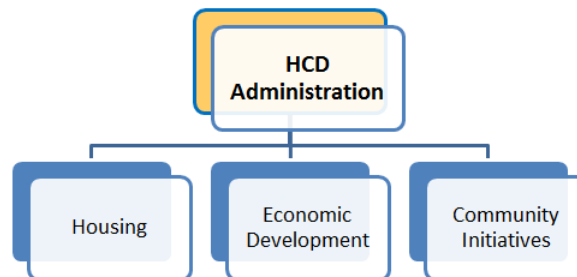 HCD
Administration
Housing
Economic
Development
Community
Initiatives